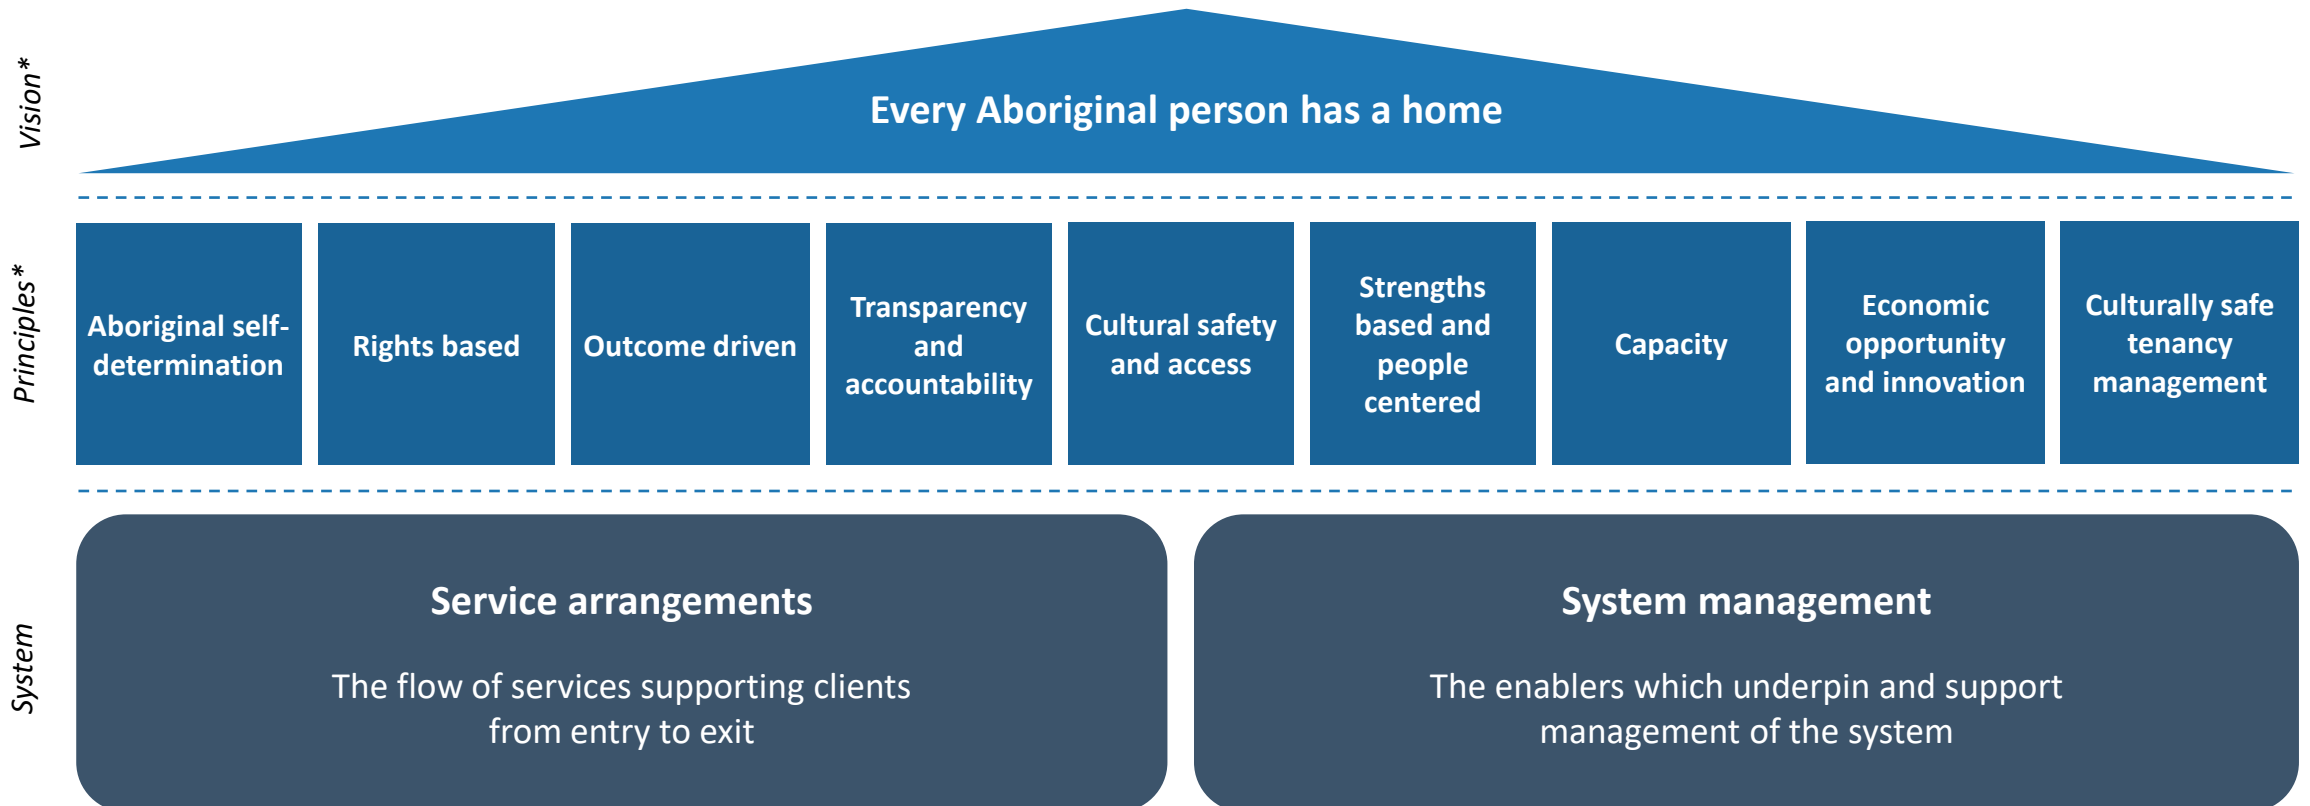 Vision*
Every Aboriginal person has a home
Principles*
Aboriginal self-
determination
Rights based
Outcome driven
Transparency
and
accountability
Cultural safety
and access
Strengths
based and
people
centered
Capacity
Economic
opportunity
and innovation
Culturally safe
tenancy
management
System
Service arrangements
The flow of services supporting clients
from entry to exit
System management
The enablers which underpin and support
management of the system